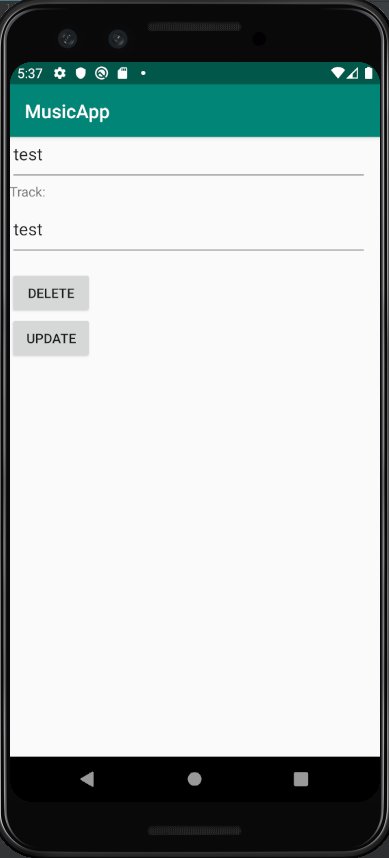 5:37
MusicApp
test
Track:
test
DELETE
UPDATE